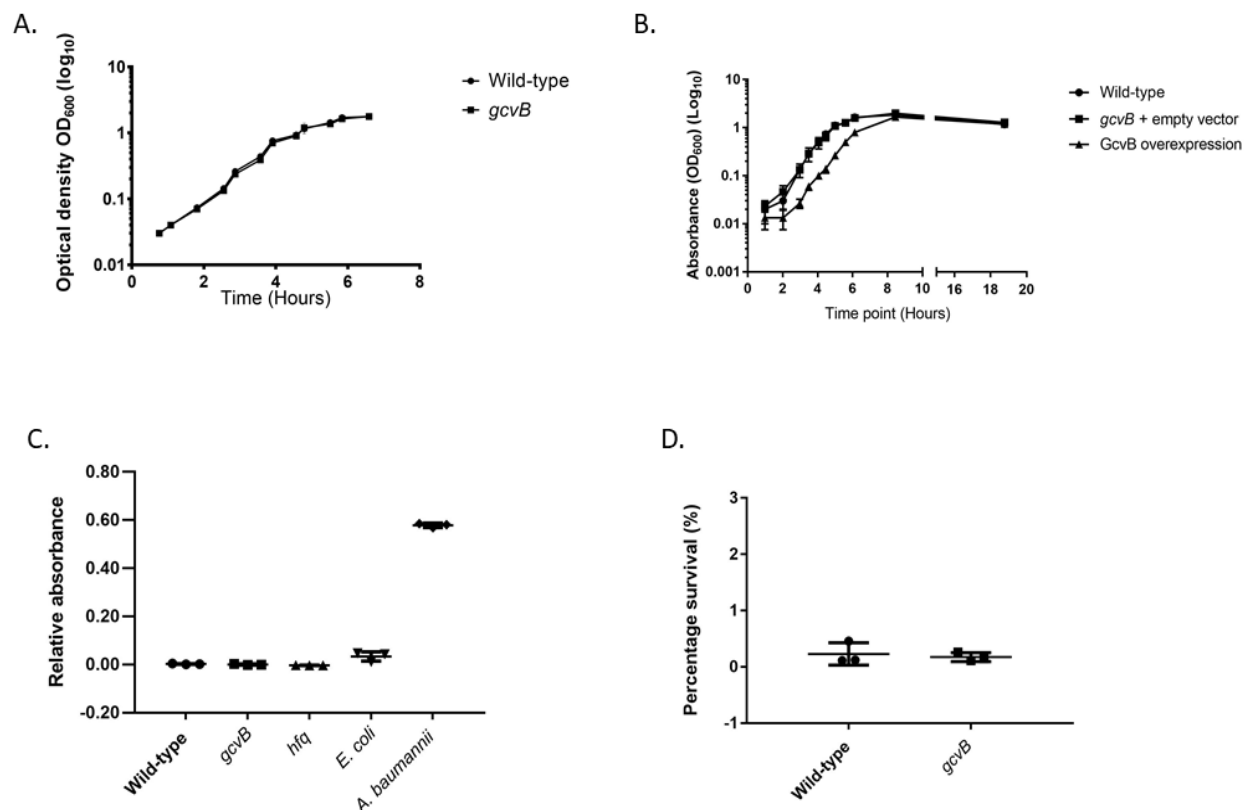 A.
Optical density OD600 (log10)
10
1
0.1
0.01
0
2
4
6
8
Time (Hours)
Wild-type
gcvB
B.
Absorbance (OD600) (Log10)
10
1
0.1
0.01
0.001
0
2
4
6
8
10
16
18
20
Time point (Hours)
Wild-type
gcvB + empty vector
GcvB overexpression
C.
Relative absorbance
0.80
0.60
0.40
0.20
0.00
-0.20
Wild-type
gcvB
hfq
E. coli
A. baumannii
D.
Percentage survival (%)
3
2
1
0
-1
Wild-type
gcvB